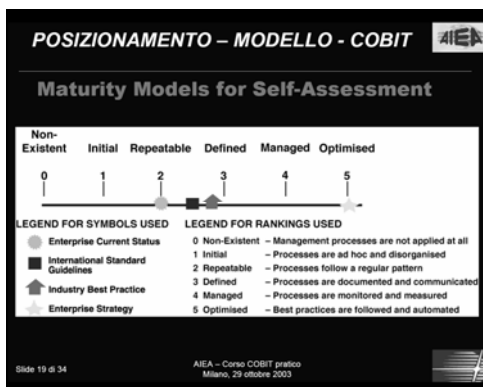 POSIZIONAMENTO – MODELLO - COBIT
AIEA
Maturity Models for Self-Assessment
Non-
Existent Initial Repeatable Defined Managed Optimised
0 1 2 3 4 5
LEGEND FOR SYMBOLS USED
Enterprise Current Status
International Standard
Guidelines
Industry Best Practice
Enterprise Strategy
LEGEND FOR RANKINGS USED
0 Non-Existent – Management processes are not applied at all
1 Initial – Processes are ad hoc and disorganised
2 Repeatable – Processes follow a regular pattern
3 Defined – Processes are documented and communicated
4 Managed – Processes are monitored and measured
5 Optimised – Best practices are followed and automated
Slide 19 di 34
AIEA – Corso COBIT pratico
Milano, 29 ottobre 2003